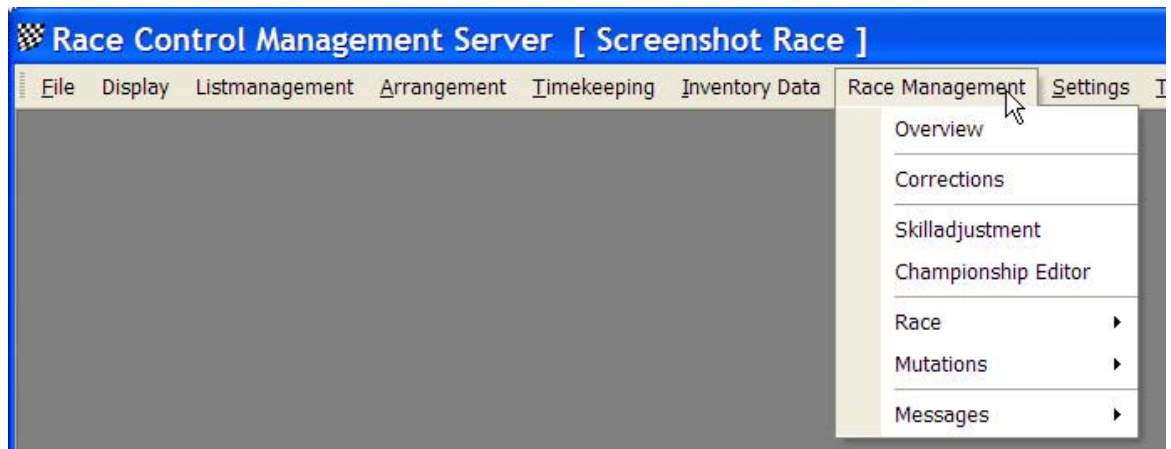 Race Control Management Server [ Screenshot Race ]
File Display Listmanagement Arrangement Timekeeping Inventory Data Race Management Settings T
Overview
Corrections
Skilladjustment
Championship Editor
Race
Mutations
Messages